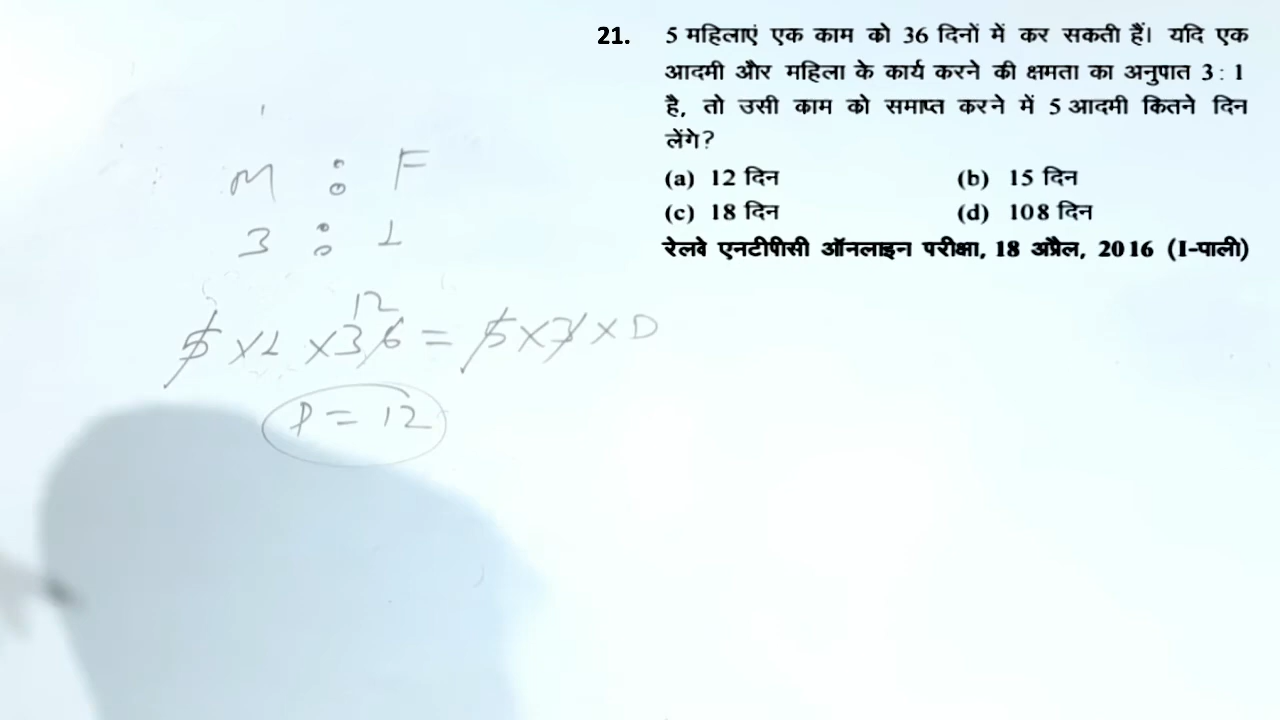 21. 5 महिलाएं एक काम को 36 दिनों में कर सकती हैं। यदि एक
आदमी और महिला के कार्य करने की क्षमता का अनुपात 3 : 1
है, तो उसी काम को समाप्त करने में 5 आदमी कितने दिन
लेंगे?
(a) 12 दिन (b) 15 दिन
(c) 18 दिन (d) 108 दिन
रेलवे एनटीपीसी ऑनलाइन परीक्षा, 18 अप्रैल, 2016 (I-पाली)
M : F
3 : 1
12
5 × 1 × 36 = 5 × 3 × D
D = 12